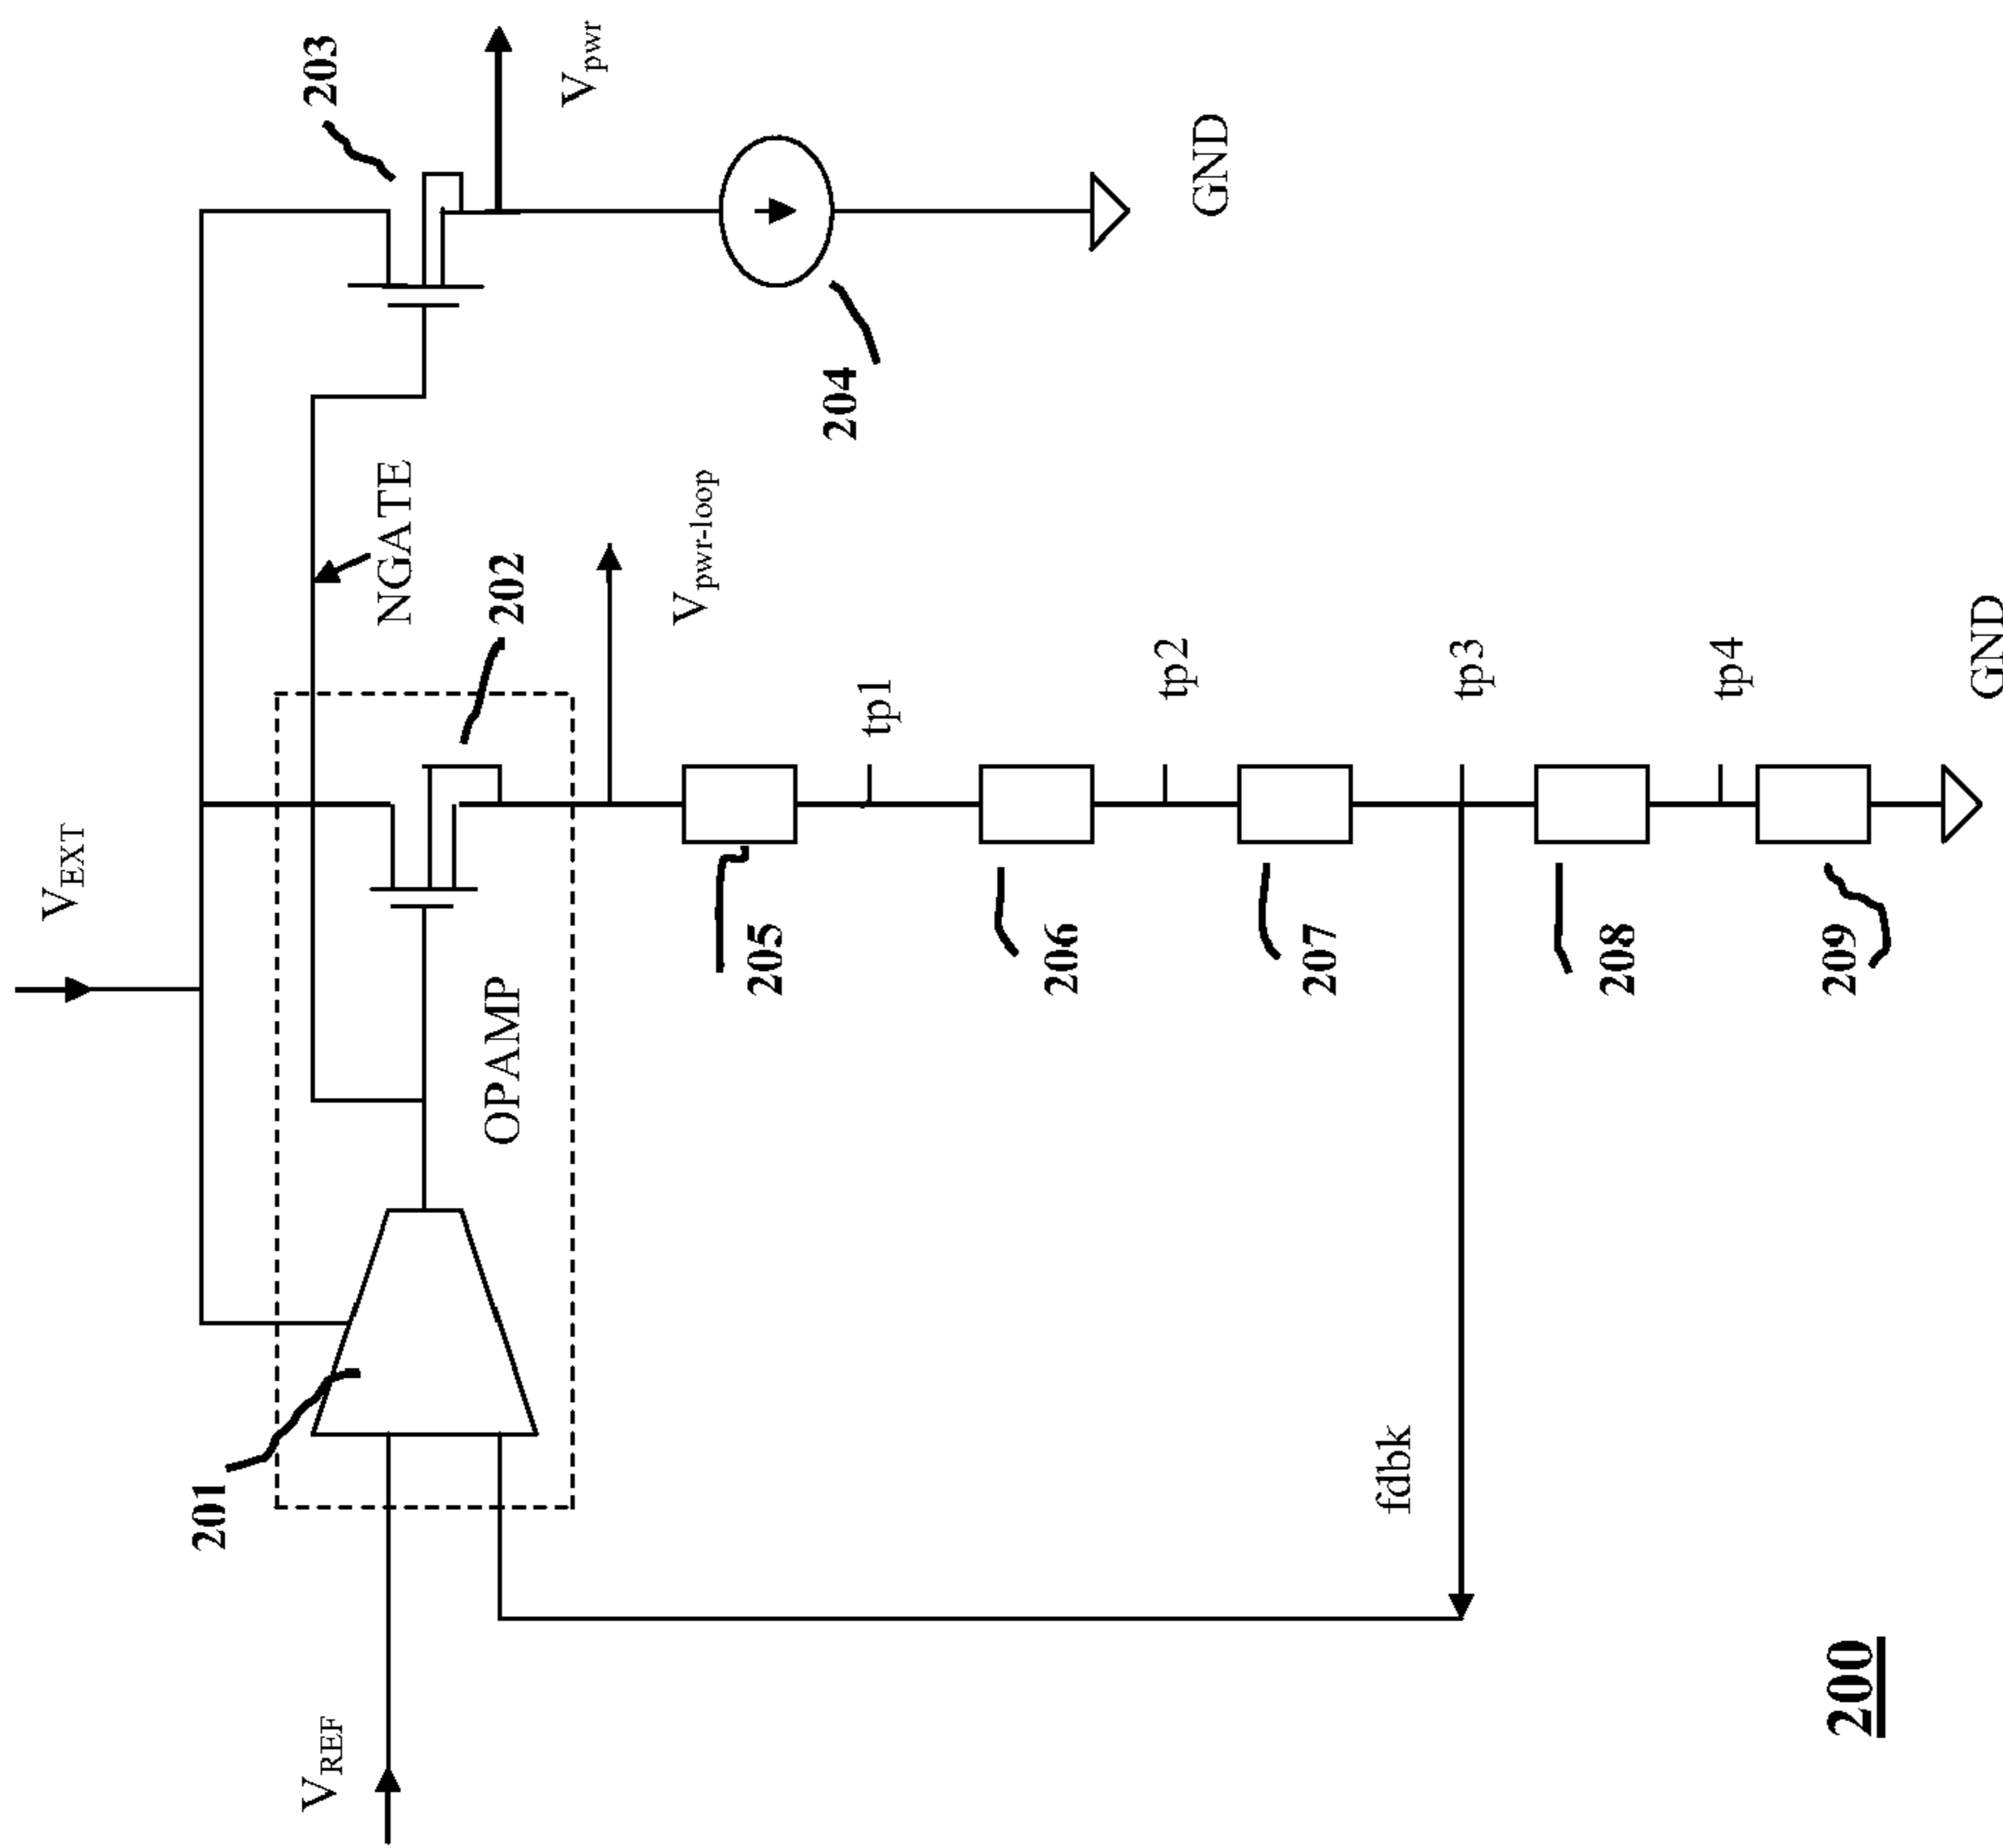 V_EXT
203
V_pwr
NGATE
202
V_pwr-loop
204
GND
201
OPAMP
V_REF
205
tp1
206
tp2
207
fdbk
tp3
208
tp4
209
GND
200